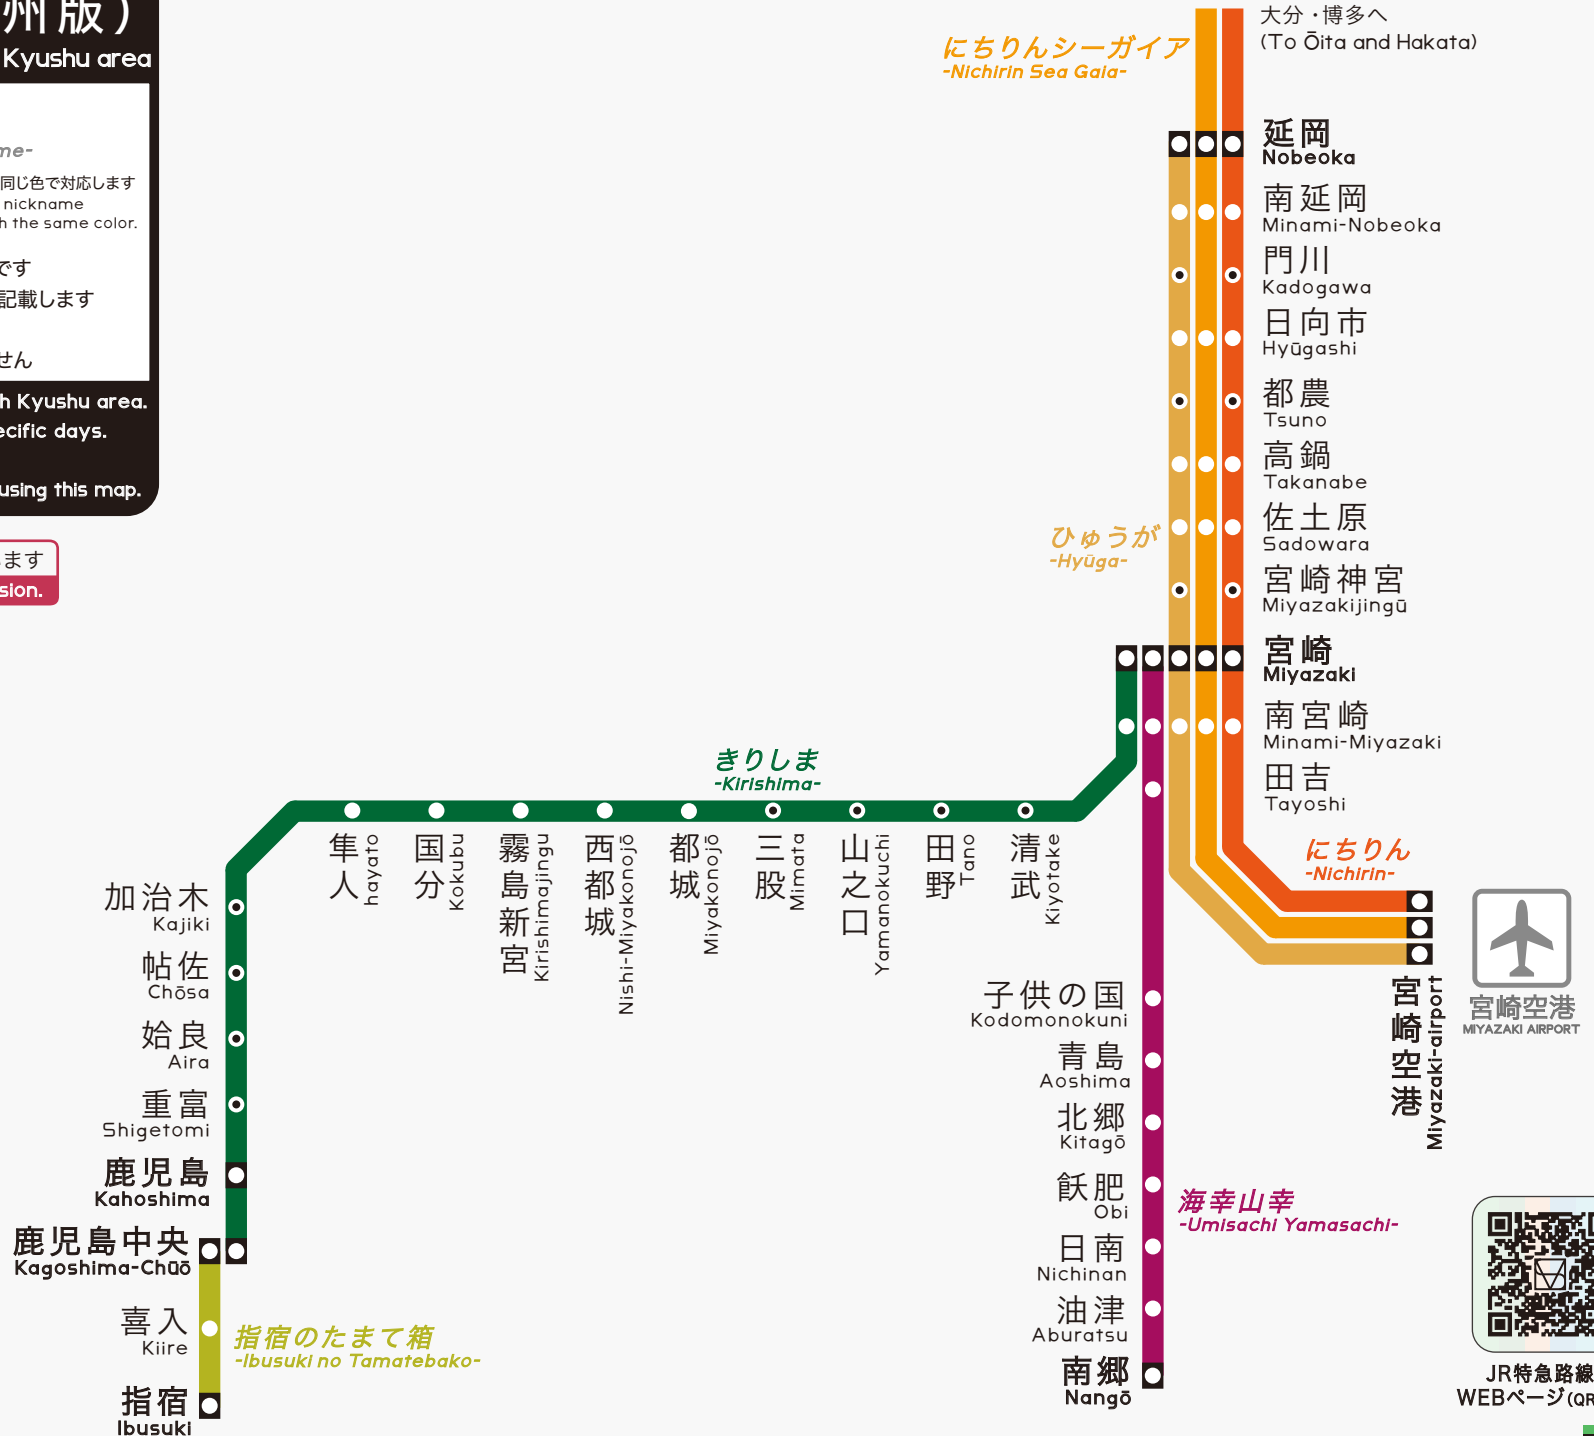 州版)
Kyushu area
me-
同じ色で対応します
nickname
h the same color.
です
記載します
せん
h Kyushu area.
ecific days.
using this map.
ます
sion.
大分・博多へ
(To Ōita and Hakata)
にちりんシーガイア
-Nichirin Sea Gaia-
延岡
Nobeoka
南延岡
Minami-Nobeoka
門川
Kadogawa
日向市
Hyūgashi
都農
Tsuno
高鍋
Takanabe
佐土原
Sadowara
宮崎神宮
Miyazakijingū
ひゅうが
-Hyūga-
宮崎
Miyazaki
南宮崎
Minami-Miyazaki
田吉
Tayoshi
にちりん
-Nichirin-
宮崎空港
Miyazaki-airport
宮崎空港
MIYAZAKI AIRPORT
きりしま
-Kirishima-
隼人
hayato
国分
Kokubu
霧島新宮
Kirishimajingu
西都城
Nishi-Miyakonojō
都城
Miyakonojō
三股
Mimata
山之口
Yamanokuchi
田野
Tano
清武
Kiyotake
加治木
Kajiki
帖佐
Chōsa
姶良
Aira
重富
Shigetomi
鹿児島
Kahoshima
鹿児島中央
Kagoshima-Chūō
喜入
Kiire
指宿
Ibusuki
指宿のたまて箱
-Ibusuki no Tamatebako-
子供の国
Kodomonokuni
青島
Aoshima
北郷
Kitagō
飫肥
Obi
日南
Nichinan
油津
Aburatsu
南郷
Nangō
海幸山幸
-Umisachi Yamasachi-
JR特急路線
WEBページ(QR